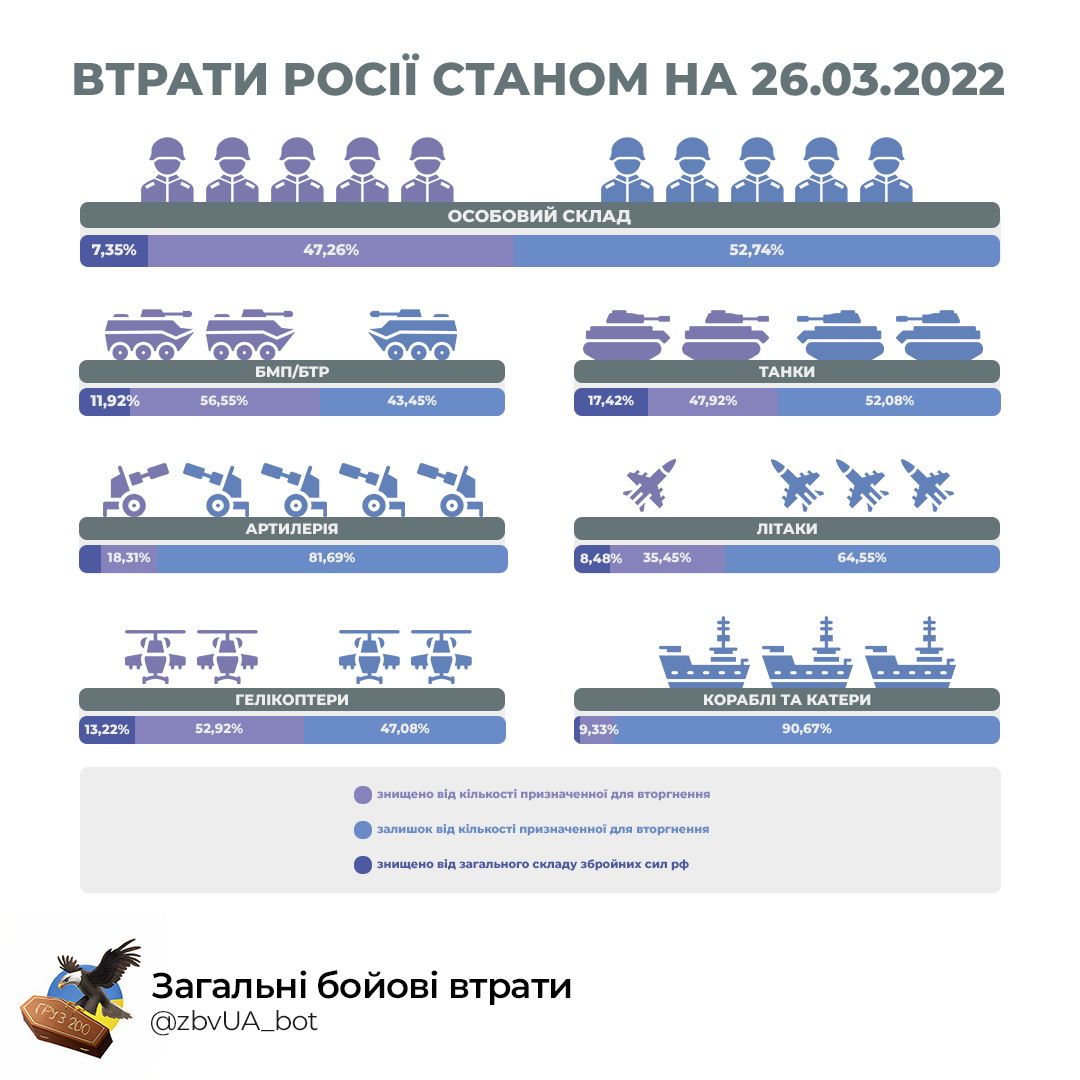 ВТРАТИ РОСІЇ СТАНОМ НА 26.03.2022
ОСОБОВИЙ СКЛАД
7,35% 47,26% 52,74%
БМП/БТР
11,92% 56,55% 43,45%
ТАНКИ
17,42% 47,92% 52,08%
АРТИЛЕРІЯ
18,31% 81,69%
ЛІТАКИ
8,48% 35,45% 64,55%
ГЕЛІКОПТЕРИ
13,22% 52,92% 47,08%
КОРАБЛІ ТА КАТЕРИ
9,33% 90,67%
знищено від кількості призначенної для вторгнення
залишок від кількості призначенної для вторгнення
знищено від загального складу збройних сил рф
ГРУЗ 200
Загальні бойові втрати
@zbvUA_bot